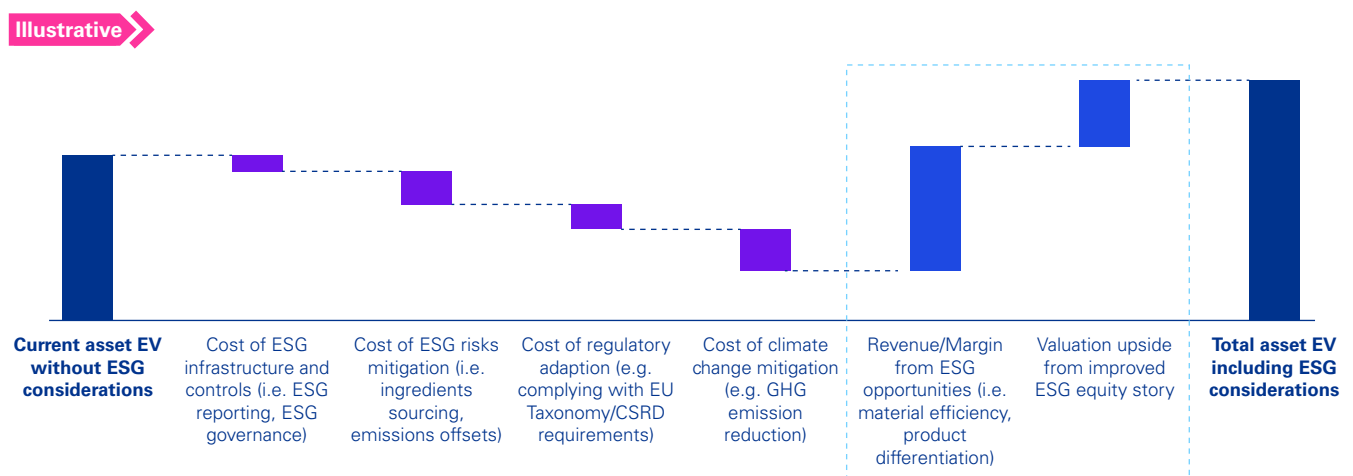 Illustrative
Current asset EV
without ESG
considerations
Cost of ESG
infrastructure and
controls (i.e. ESG
reporting, ESG
governance)
Cost of ESG risks
mitigation (i.e.
ingredients
sourcing,
emissions offsets)
Cost of regulatory
adaption (e.g.
complying with EU
Taxonomy/CSRD
requirements)
Cost of climate
change mitigation
(e.g. GHG
emission
reduction)
Revenue/Margin
from ESG
opportunities (i.e.
material efficiency,
product
differentiation)
Valuation upside
from improved
ESG equity story
Total asset EV
including ESG
considerations